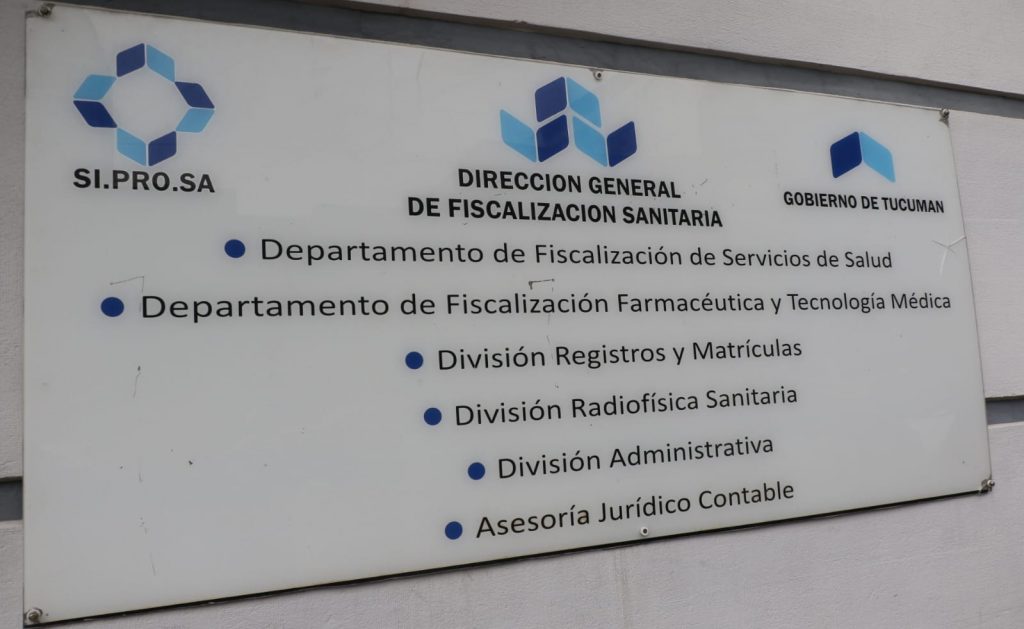 SI.PRO.SA
DIRECCION GENERAL
DE FISCALIZACION SANITARIA
GOBIERNO DE TUCUMAN
● Departamento de Fiscalización de Servicios de Salud
● Departamento de Fiscalización Farmacéutica y Tecnología Médica
● División Registros y Matrículas
● División Radiofísica Sanitaria
● División Administrativa
● Asesoría Jurídico Contable